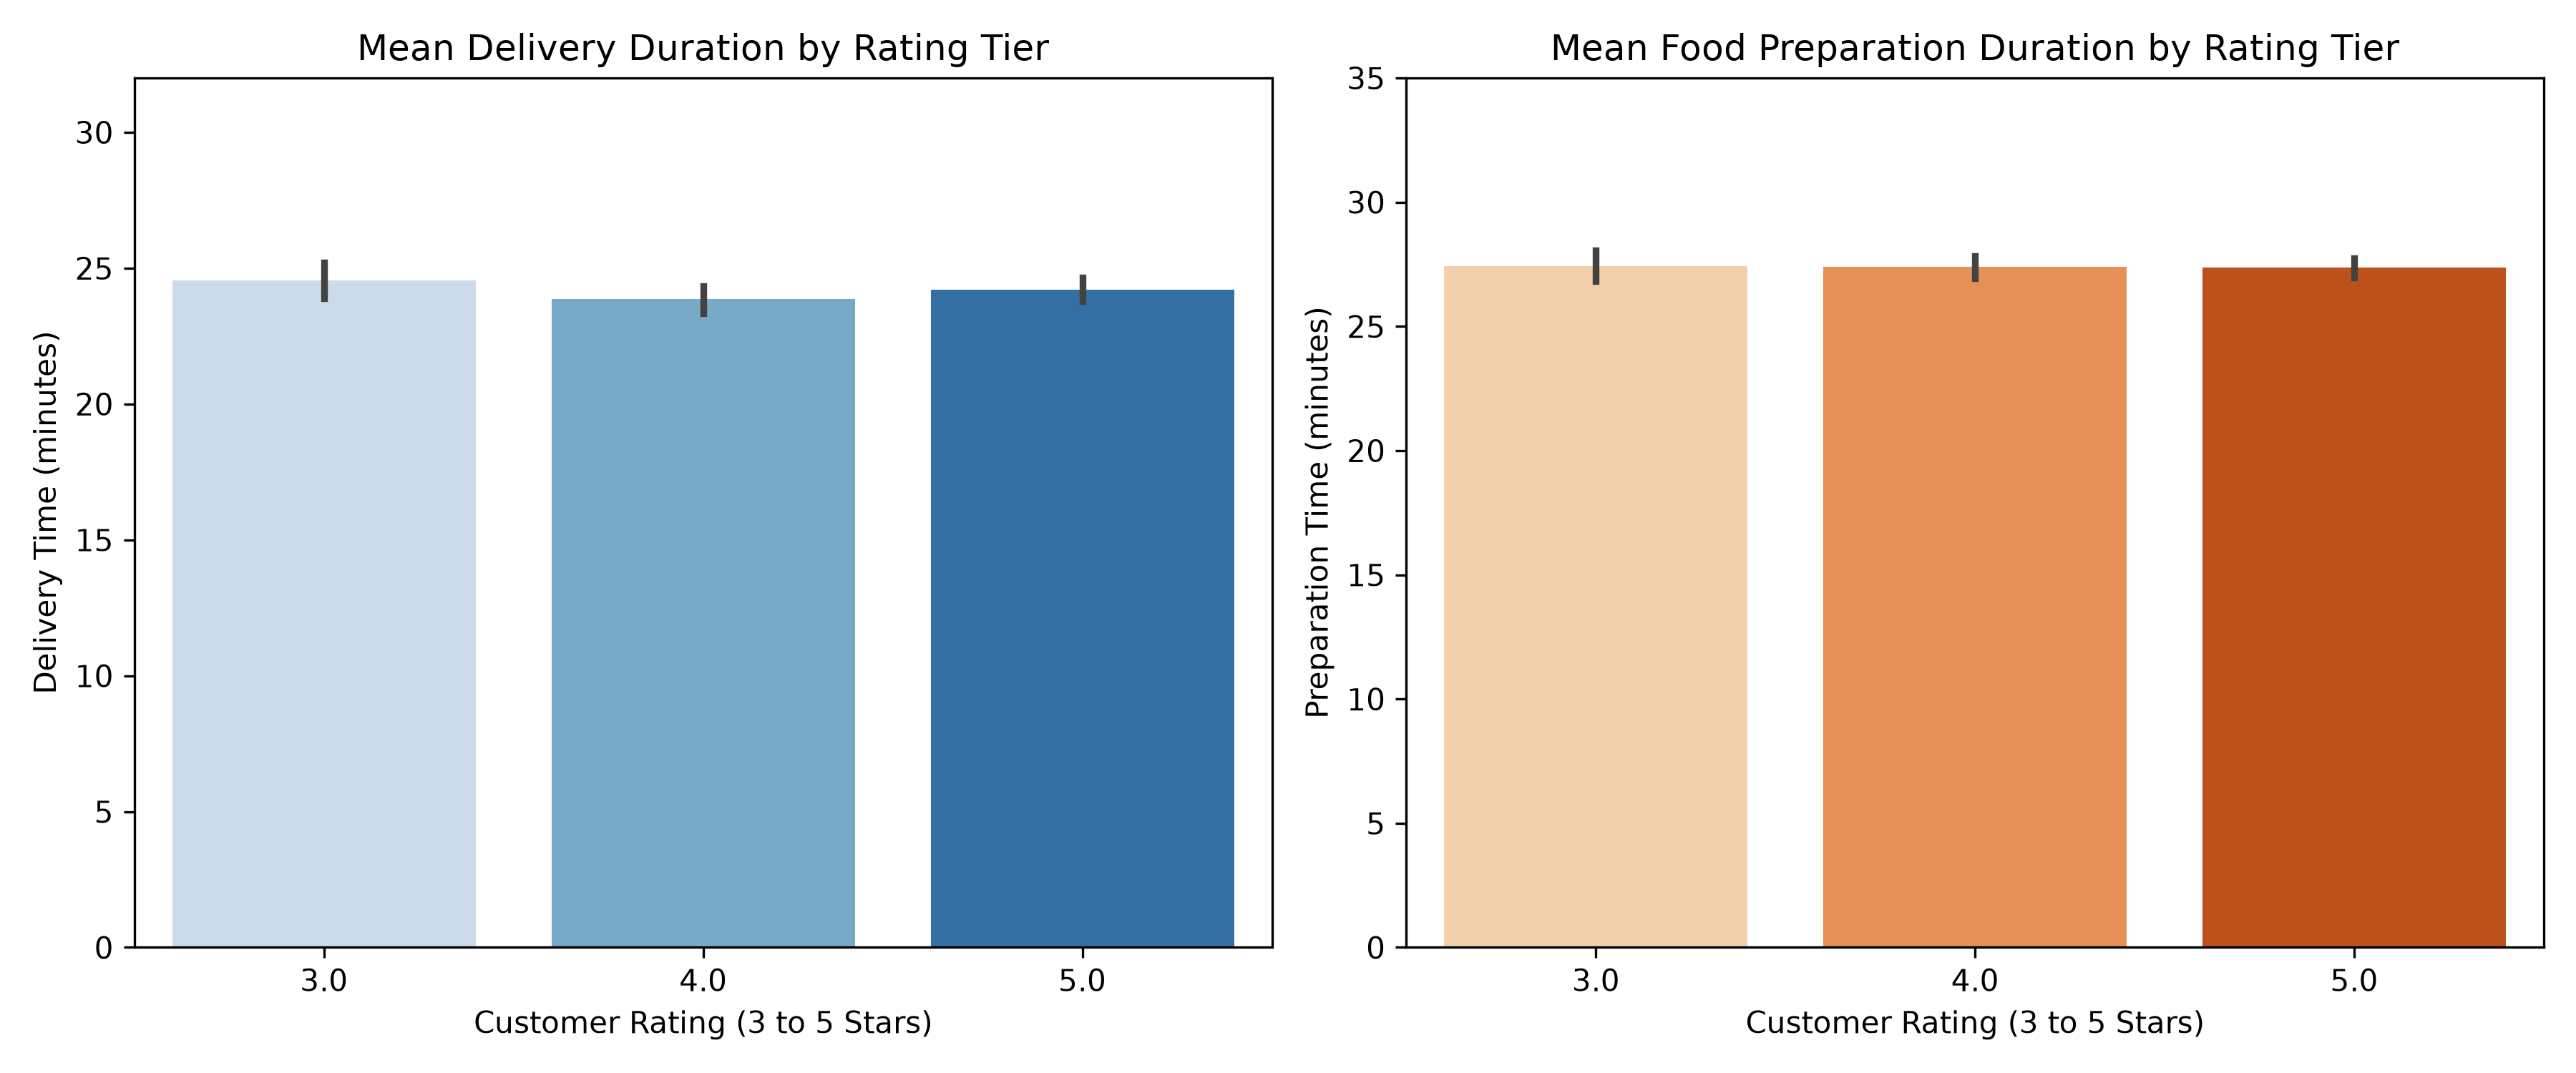 Mean Delivery Duration by Rating Tier
30
25
20
15
10
5
0
Delivery Time (minutes)
3.0 4.0 5.0
Customer Rating (3 to 5 Stars)
Mean Food Preparation Duration by Rating Tier
35
30
25
20
15
10
5
0
Preparation Time (minutes)
3.0 4.0 5.0
Customer Rating (3 to 5 Stars)